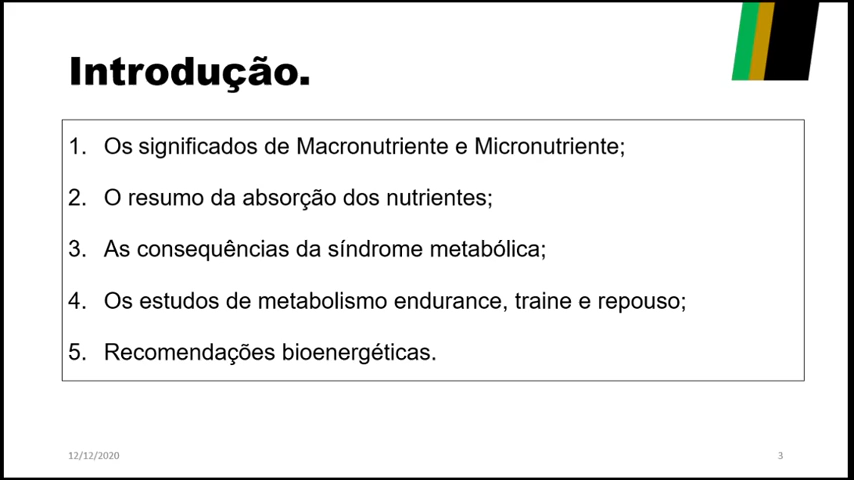 Introdução.
1. Os significados de Macronutriente e Micronutriente;
2. O resumo da absorção dos nutrientes;
3. As consequências da síndrome metabólica;
4. Os estudos de metabolismo endurance, traine e repouso;
5. Recomendações bioenergéticas.
12/12/2020
3